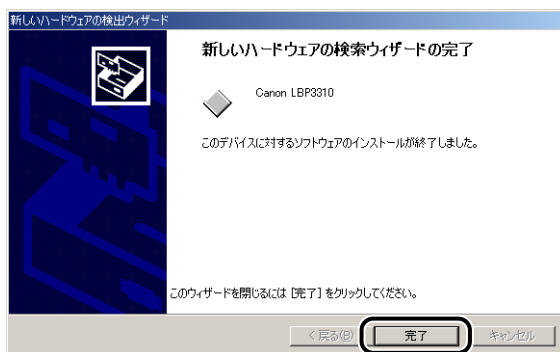 新しいハードウェアの検出ウィザード
新しいハードウェアの検索ウィザードの完了
Canon LBP3310
このデバイスに対するソフトウェアのインストールが終了しました。
このウィザードを閉じるには [完了] をクリックしてください。
< 戻る(B)
完了
キャンセル